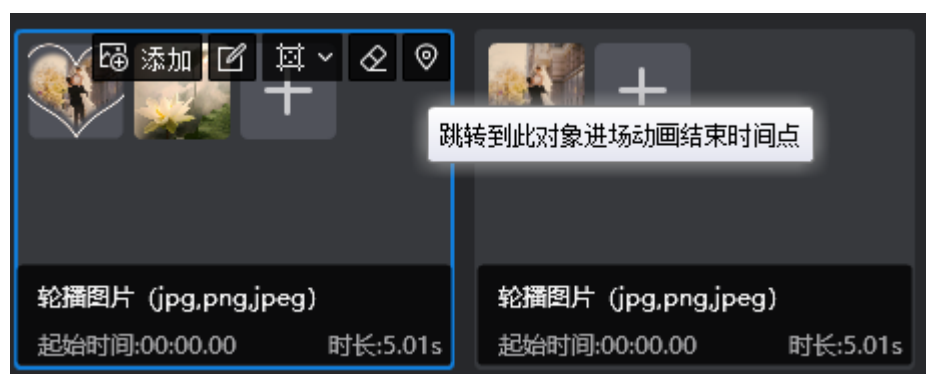 添加
跳转到此对象进场动画结束时间点
轮播图片（jpg,png,jpeg）
起始时间:00:00.00
时长:5.01s
轮播图片（jpg,png,jpeg）
起始时间:00:00.00
时长:5.01s